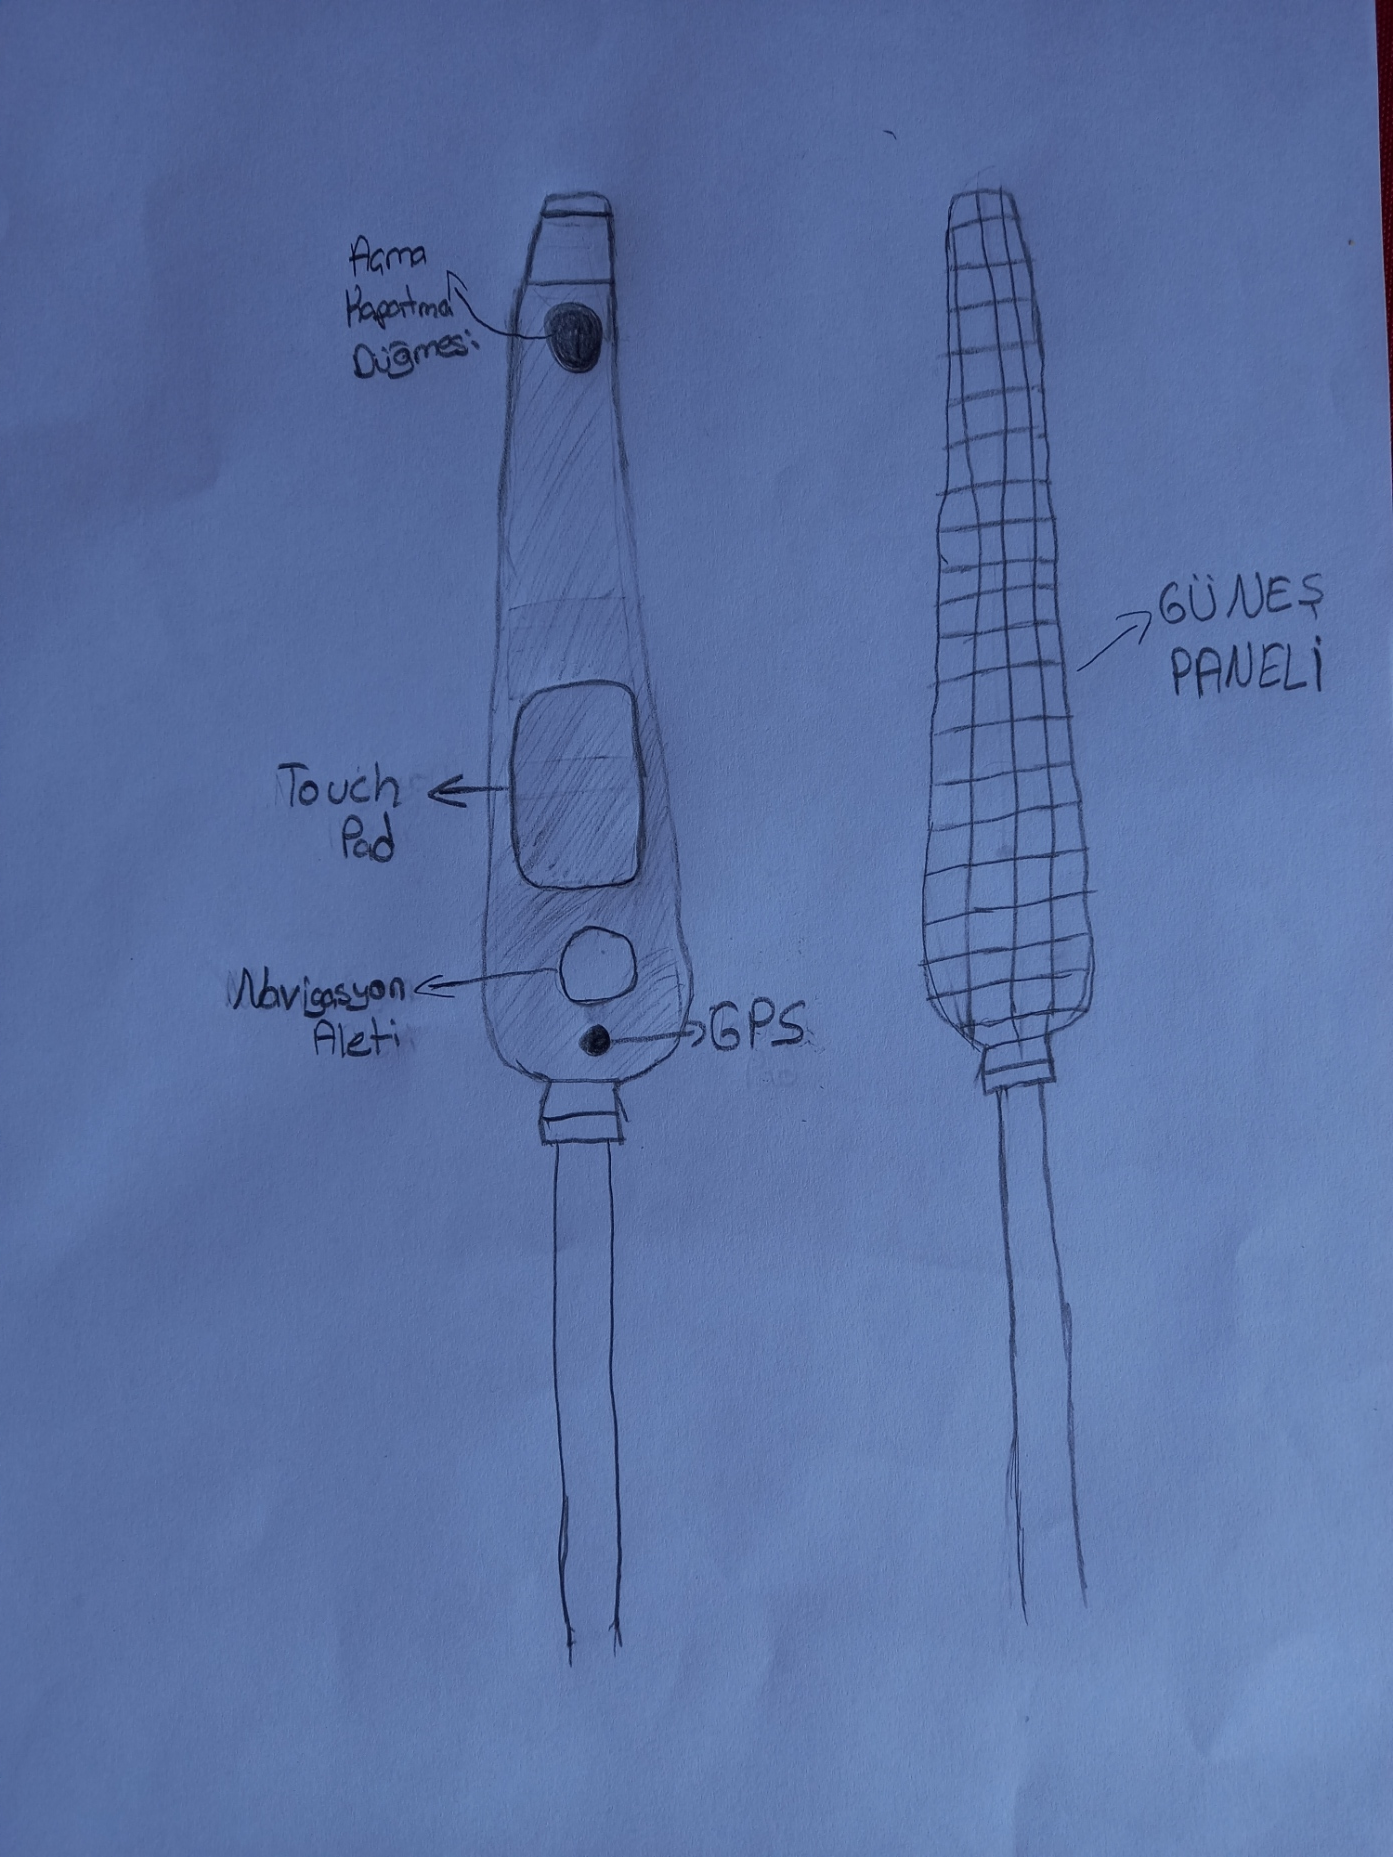 Açma
Kapatma
Düğmesi
GÜNEŞ
PANELİ
Touch
Pad
Navigasyon
Aleti
GPS